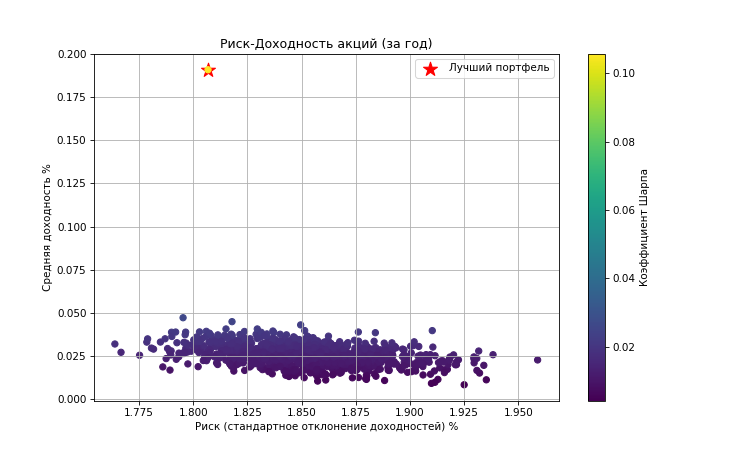 Риск-Доходность акций (за год)
Лучший портфель
0.200
0.175
0.150
0.125
0.100
0.075
0.050
0.025
0.000
Средняя доходность %
1.775 1.800 1.825 1.850 1.875 1.900 1.925 1.950
Риск (стандартное отклонение доходностей) %
0.10
0.08
0.06
0.04
0.02
Коэффициент Шарпа